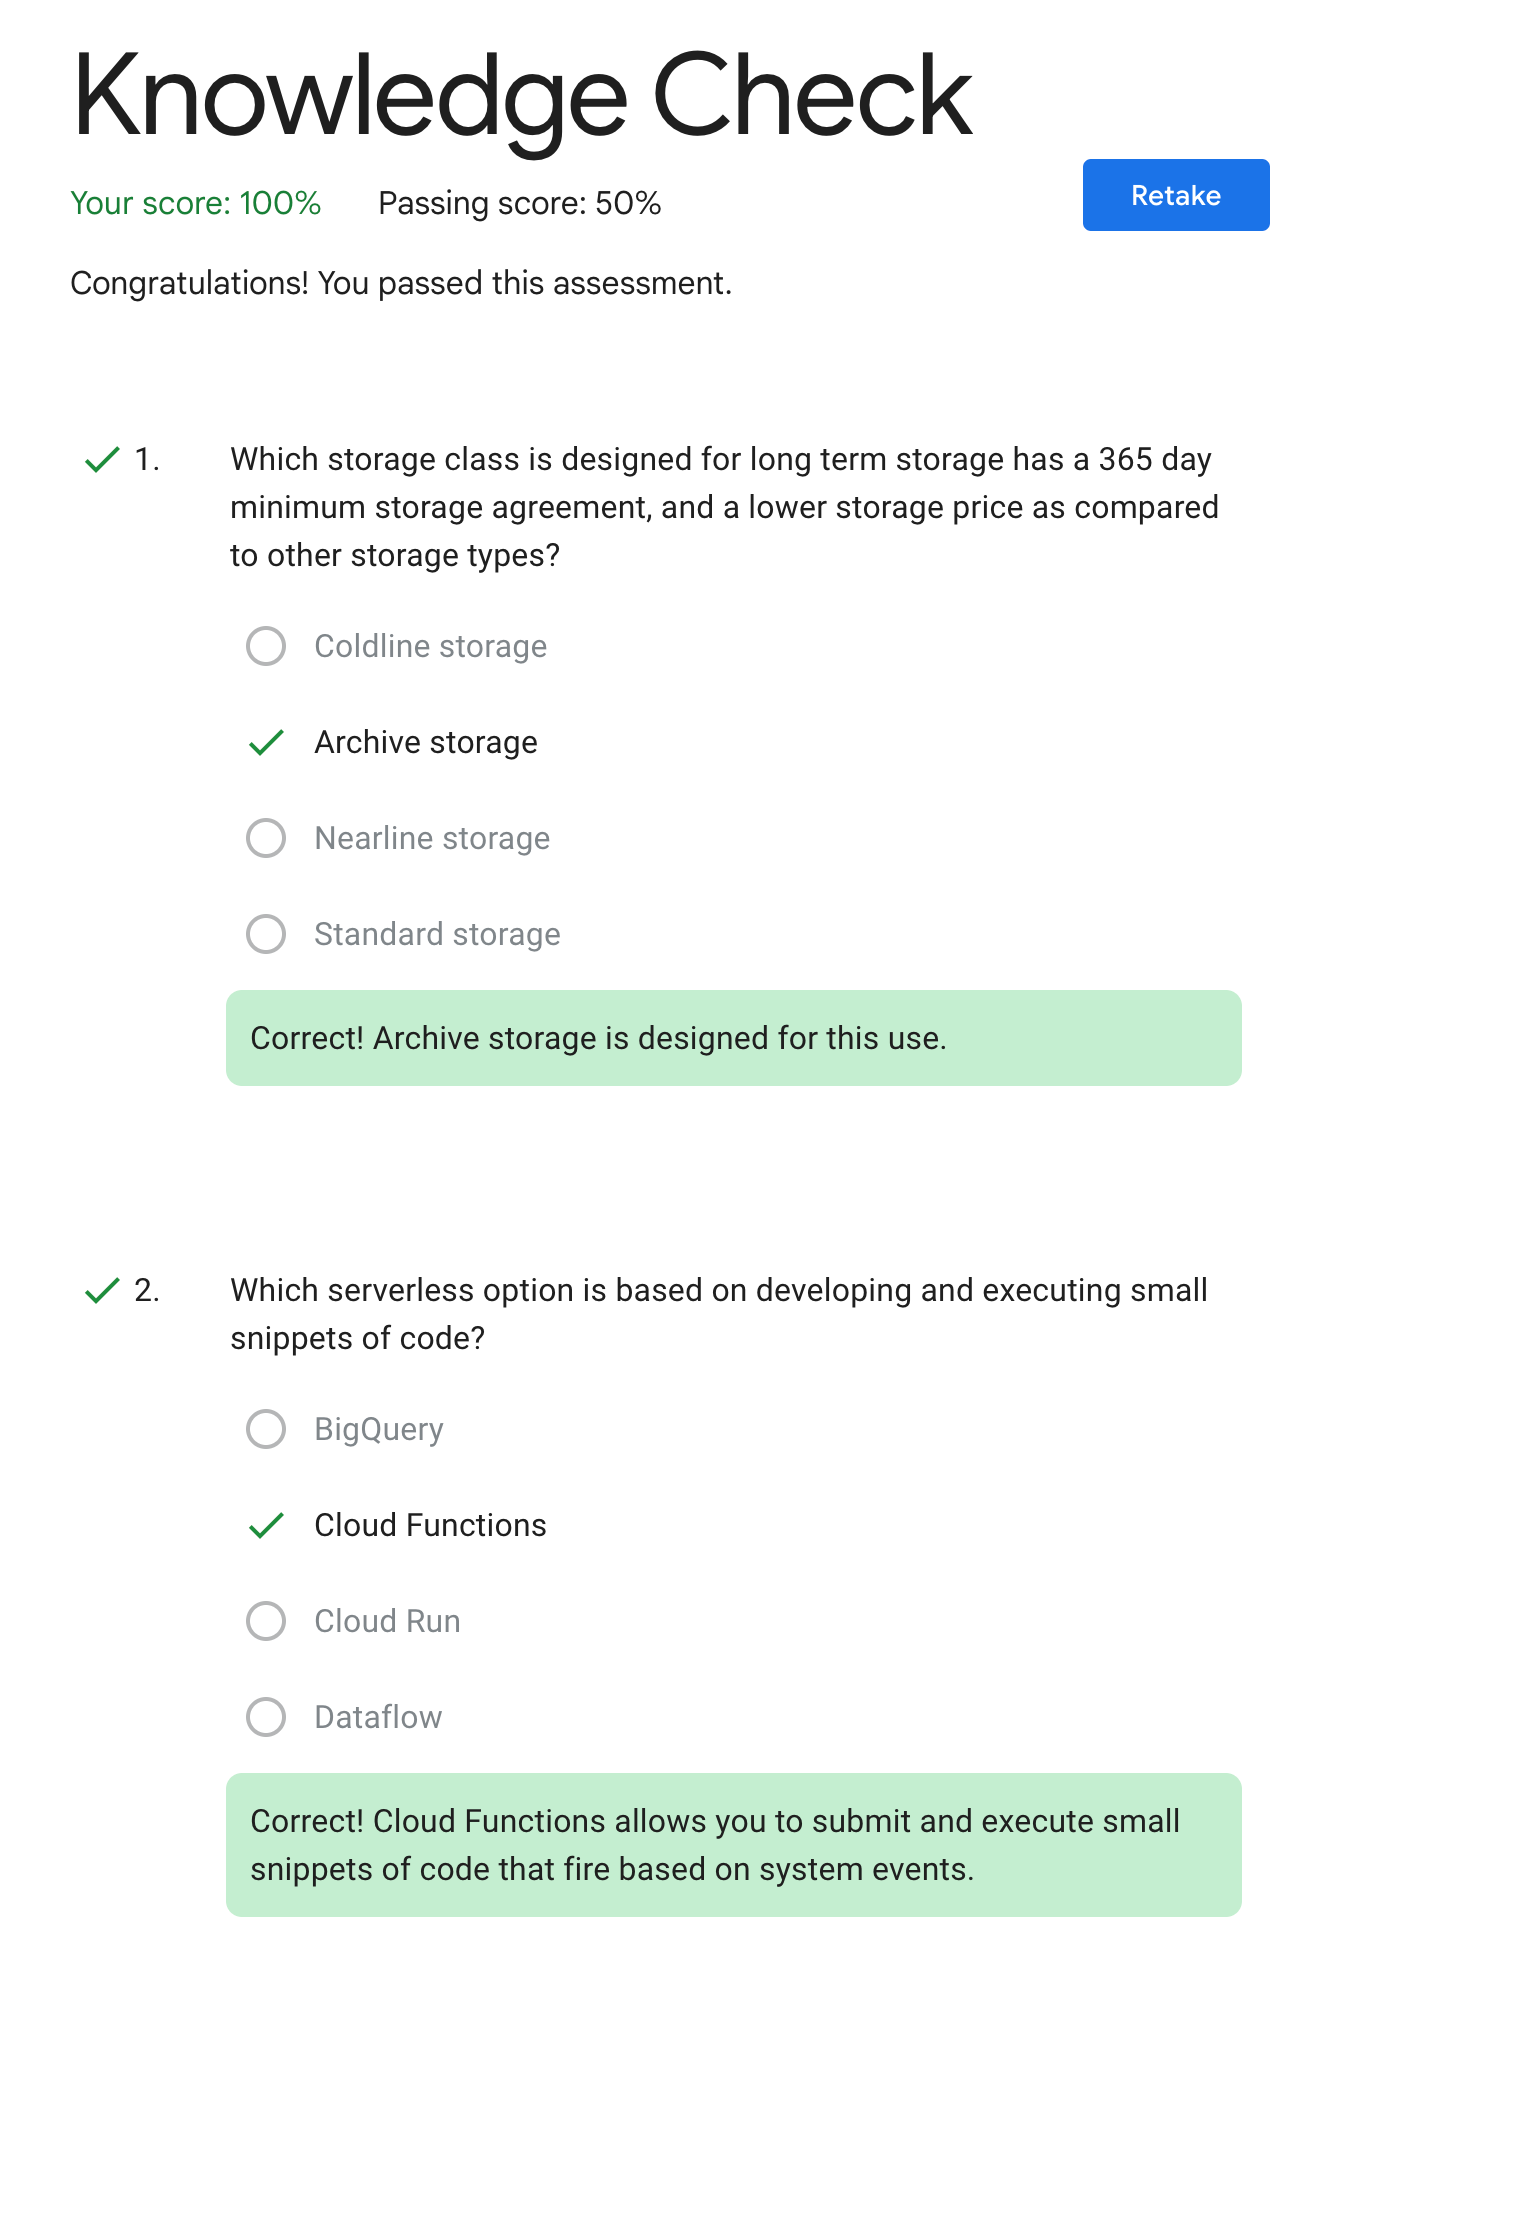 Knowledge Check
Your score: 100% Passing score: 50%
Retake
Congratulations! You passed this assessment.
1. Which storage class is designed for long term storage has a 365 day
minimum storage agreement, and a lower storage price as compared
to other storage types?
Coldline storage
Archive storage
Nearline storage
Standard storage
Correct! Archive storage is designed for this use.
2. Which serverless option is based on developing and executing small
snippets of code?
BigQuery
Cloud Functions
Cloud Run
Dataflow
Correct! Cloud Functions allows you to submit and execute small
snippets of code that fire based on system events.